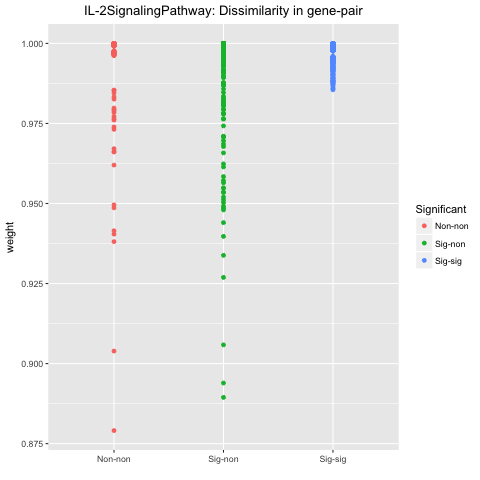 IL-2SignalingPathway: Dissimilarity in gene-pair
1.000
0.975
0.950
0.925
0.900
0.875
weight
Non-non
Sig-non
Sig-sig
Significant
Non-non
Sig-non
Sig-sig